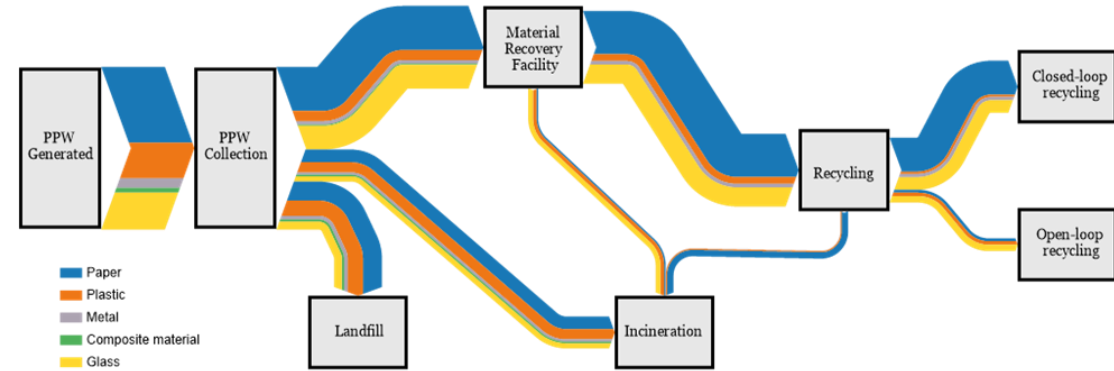 PPW
Generated
PPW
Collection
Material
Recovery
Facility
Recycling
Closed-loop
recycling
Open-loop
recycling
Landfill
Incineration
Paper
Plastic
Metal
Composite material
Glass